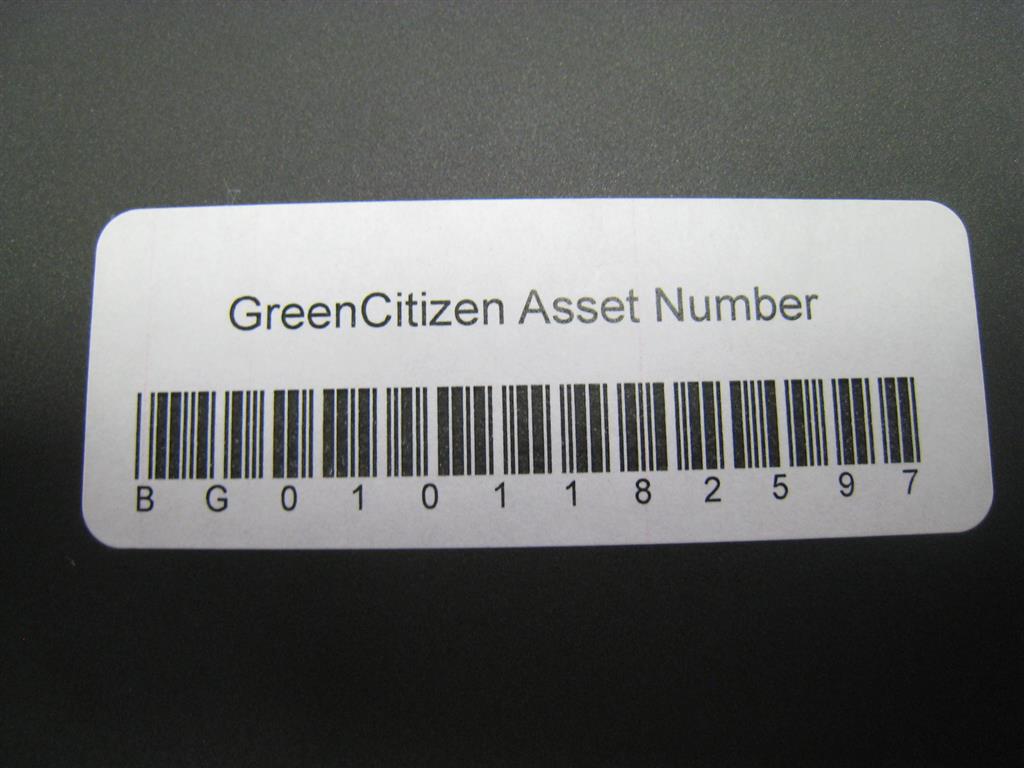 GreenCitizen Asset Number
B G 0 1 0 1 1 8 2 5 9 7